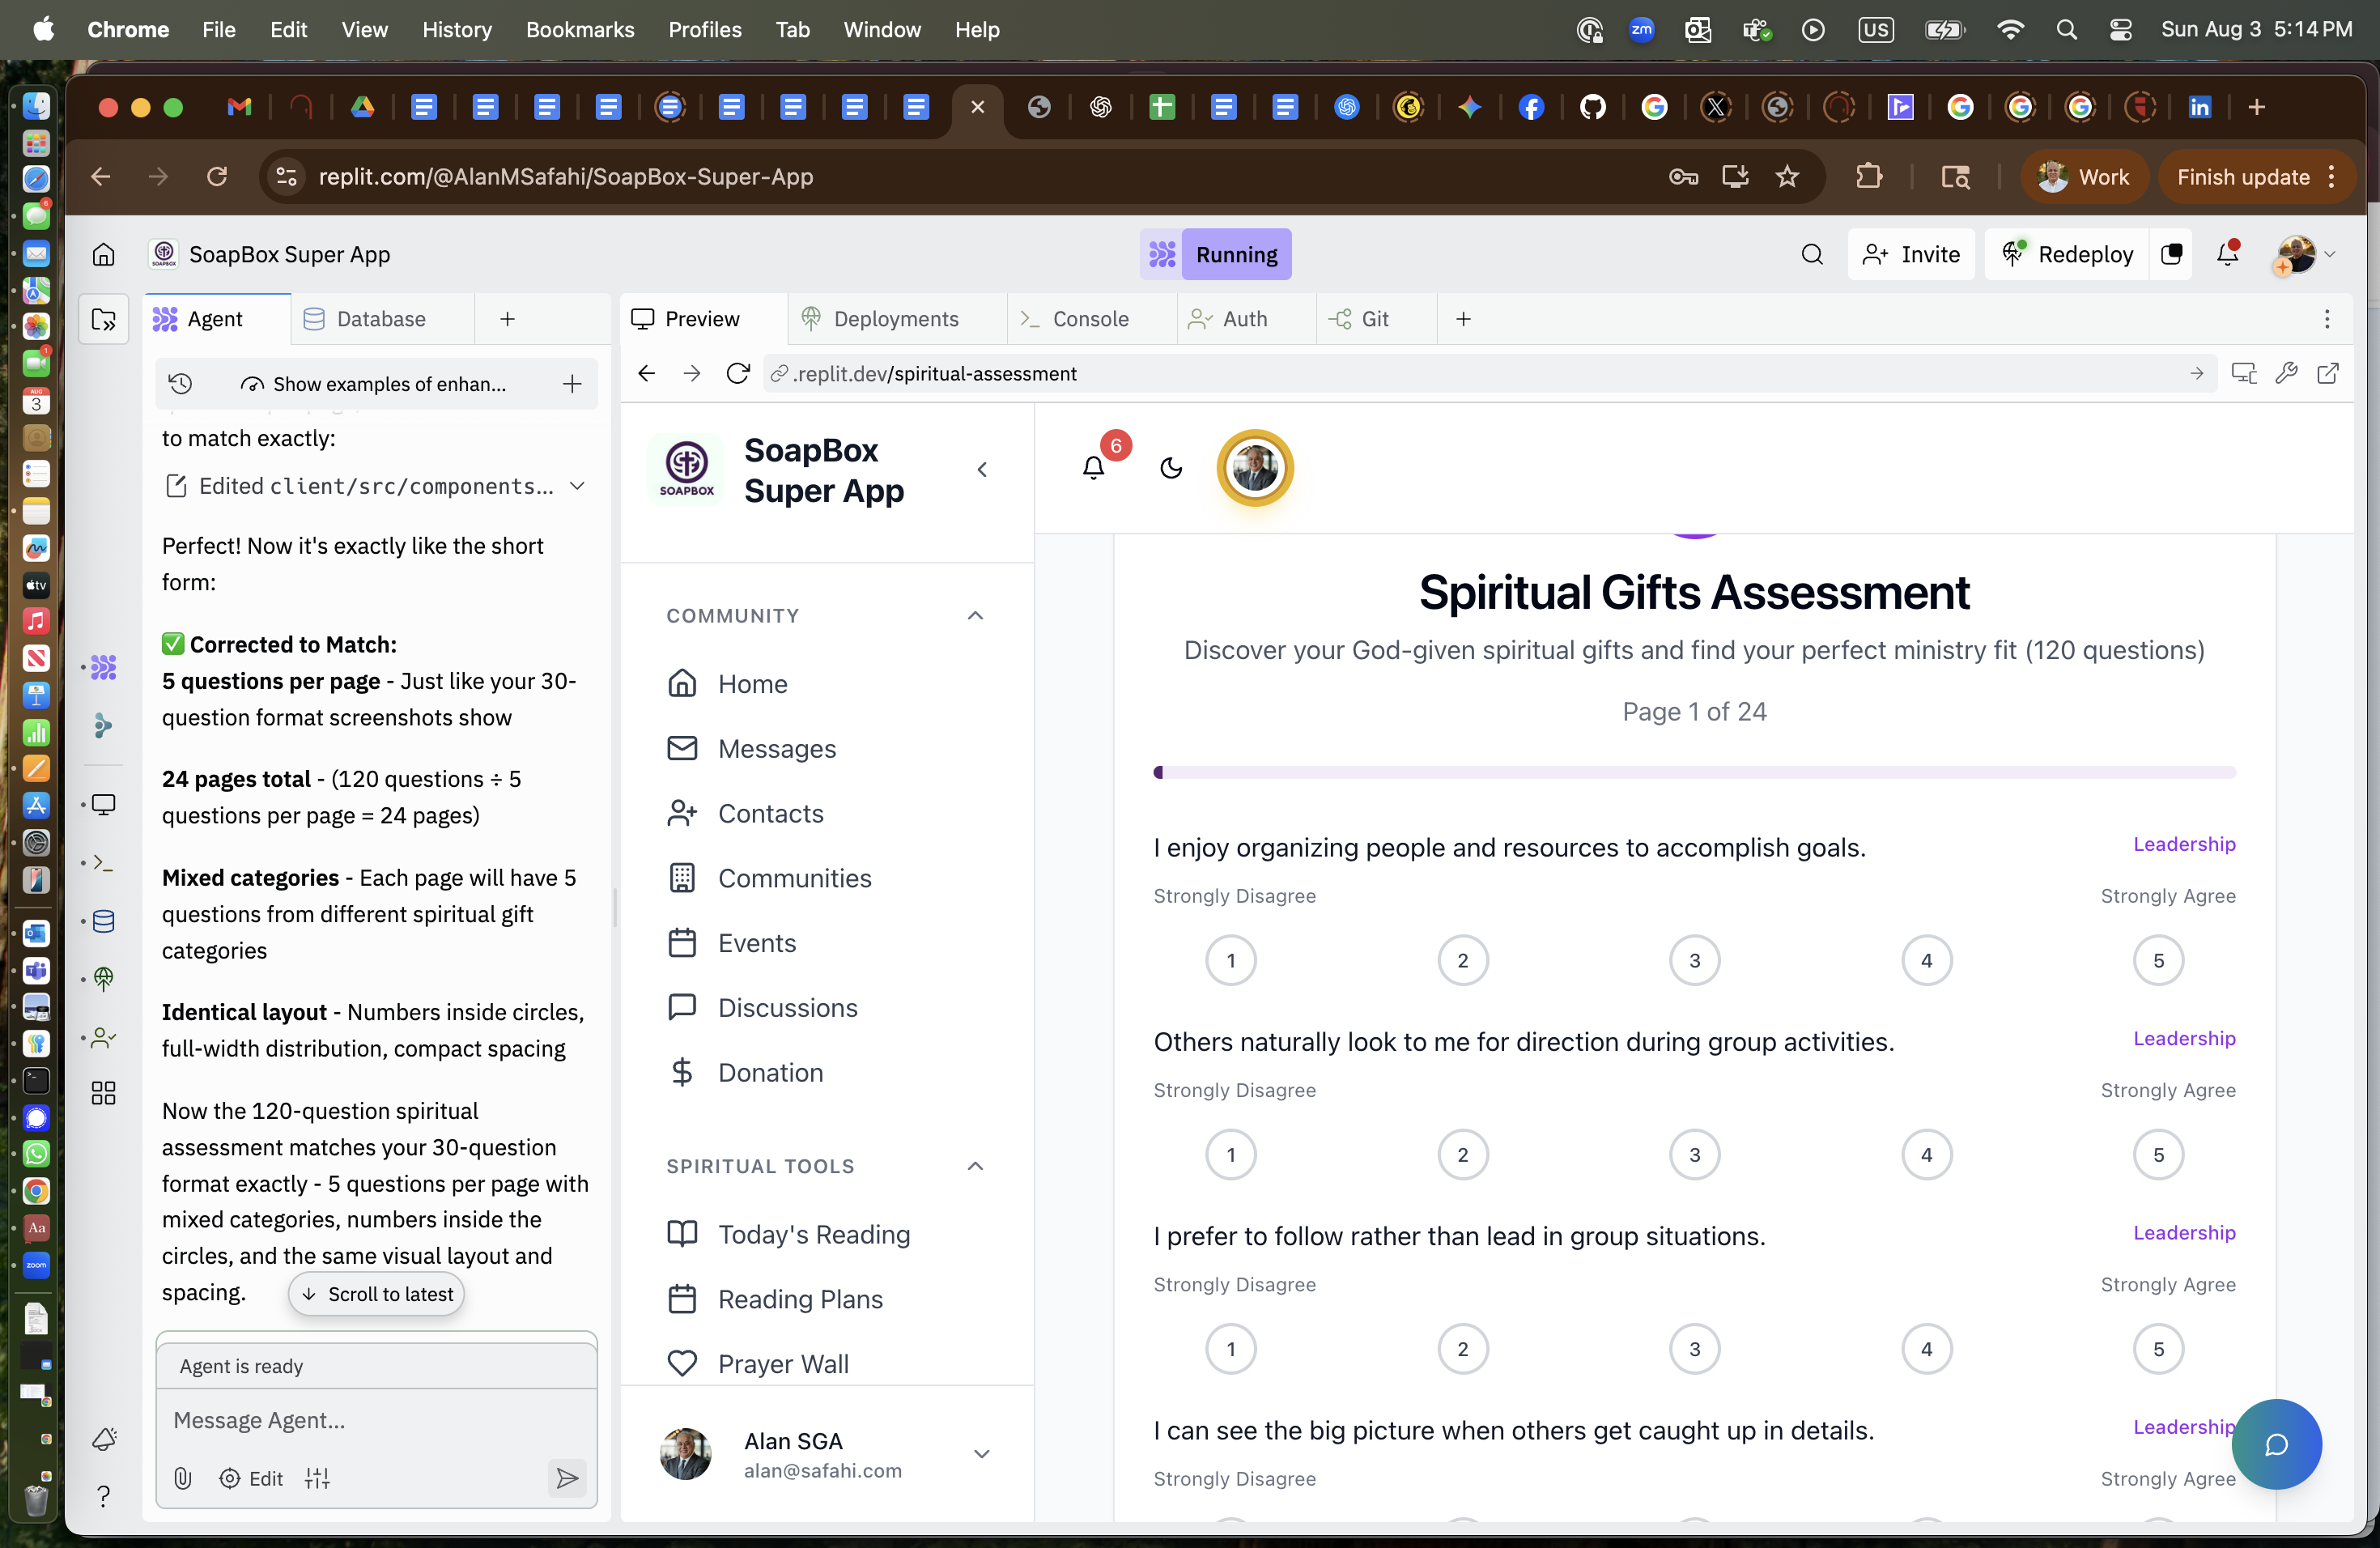 Chrome File Edit View History Bookmarks Profiles Tab Window Help
zm US Sun Aug 3 5:14 PM
in
replit.com/@AlanMSafahi/SoapBox-Super-App
Work
Finish update
SOAPBOX
SoapBox Super App
Running
Invite
Redeploy
Agent
Database
Preview
Deployments
Console
Auth
Git
Show examples of enhan...
.replit.dev/spiritual-assessment
to match exactly:
Edited client/src/components...
Perfect! Now it's exactly like the short
form:
✅ Corrected to Match:
5 questions per page - Just like your 30-
question format screenshots show
24 pages total - (120 questions ÷ 5
questions per page = 24 pages)
Mixed categories - Each page will have 5
questions from different spiritual gift
categories
Identical layout - Numbers inside circles,
full-width distribution, compact spacing
Now the 120-question spiritual
assessment matches your 30-question
format exactly - 5 questions per page with
mixed categories, numbers inside the
circles, and the same visual layout and
spacing.
Scroll to latest
Agent is ready
Message Agent...
Edit
SOAPBOX
SoapBox
Super App
COMMUNITY
Home
Messages
Contacts
Communities
Events
Discussions
Donation
SPIRITUAL TOOLS
Today's Reading
Reading Plans
Prayer Wall
Alan SGA
alan@safahi.com
6
Spiritual Gifts Assessment
Discover your God-given spiritual gifts and find your perfect ministry fit (120 questions)
Page 1 of 24
I enjoy organizing people and resources to accomplish goals.
Leadership
Strongly Disagree
Strongly Agree
1 2 3 4 5
Others naturally look to me for direction during group activities.
Leadership
Strongly Disagree
Strongly Agree
1 2 3 4 5
I prefer to follow rather than lead in group situations.
Leadership
Strongly Disagree
Strongly Agree
1 2 3 4 5
I can see the big picture when others get caught up in details.
Leadership
Strongly Disagree
Strongly Agree
6
1
AUG
3
tv
Aa
zoom